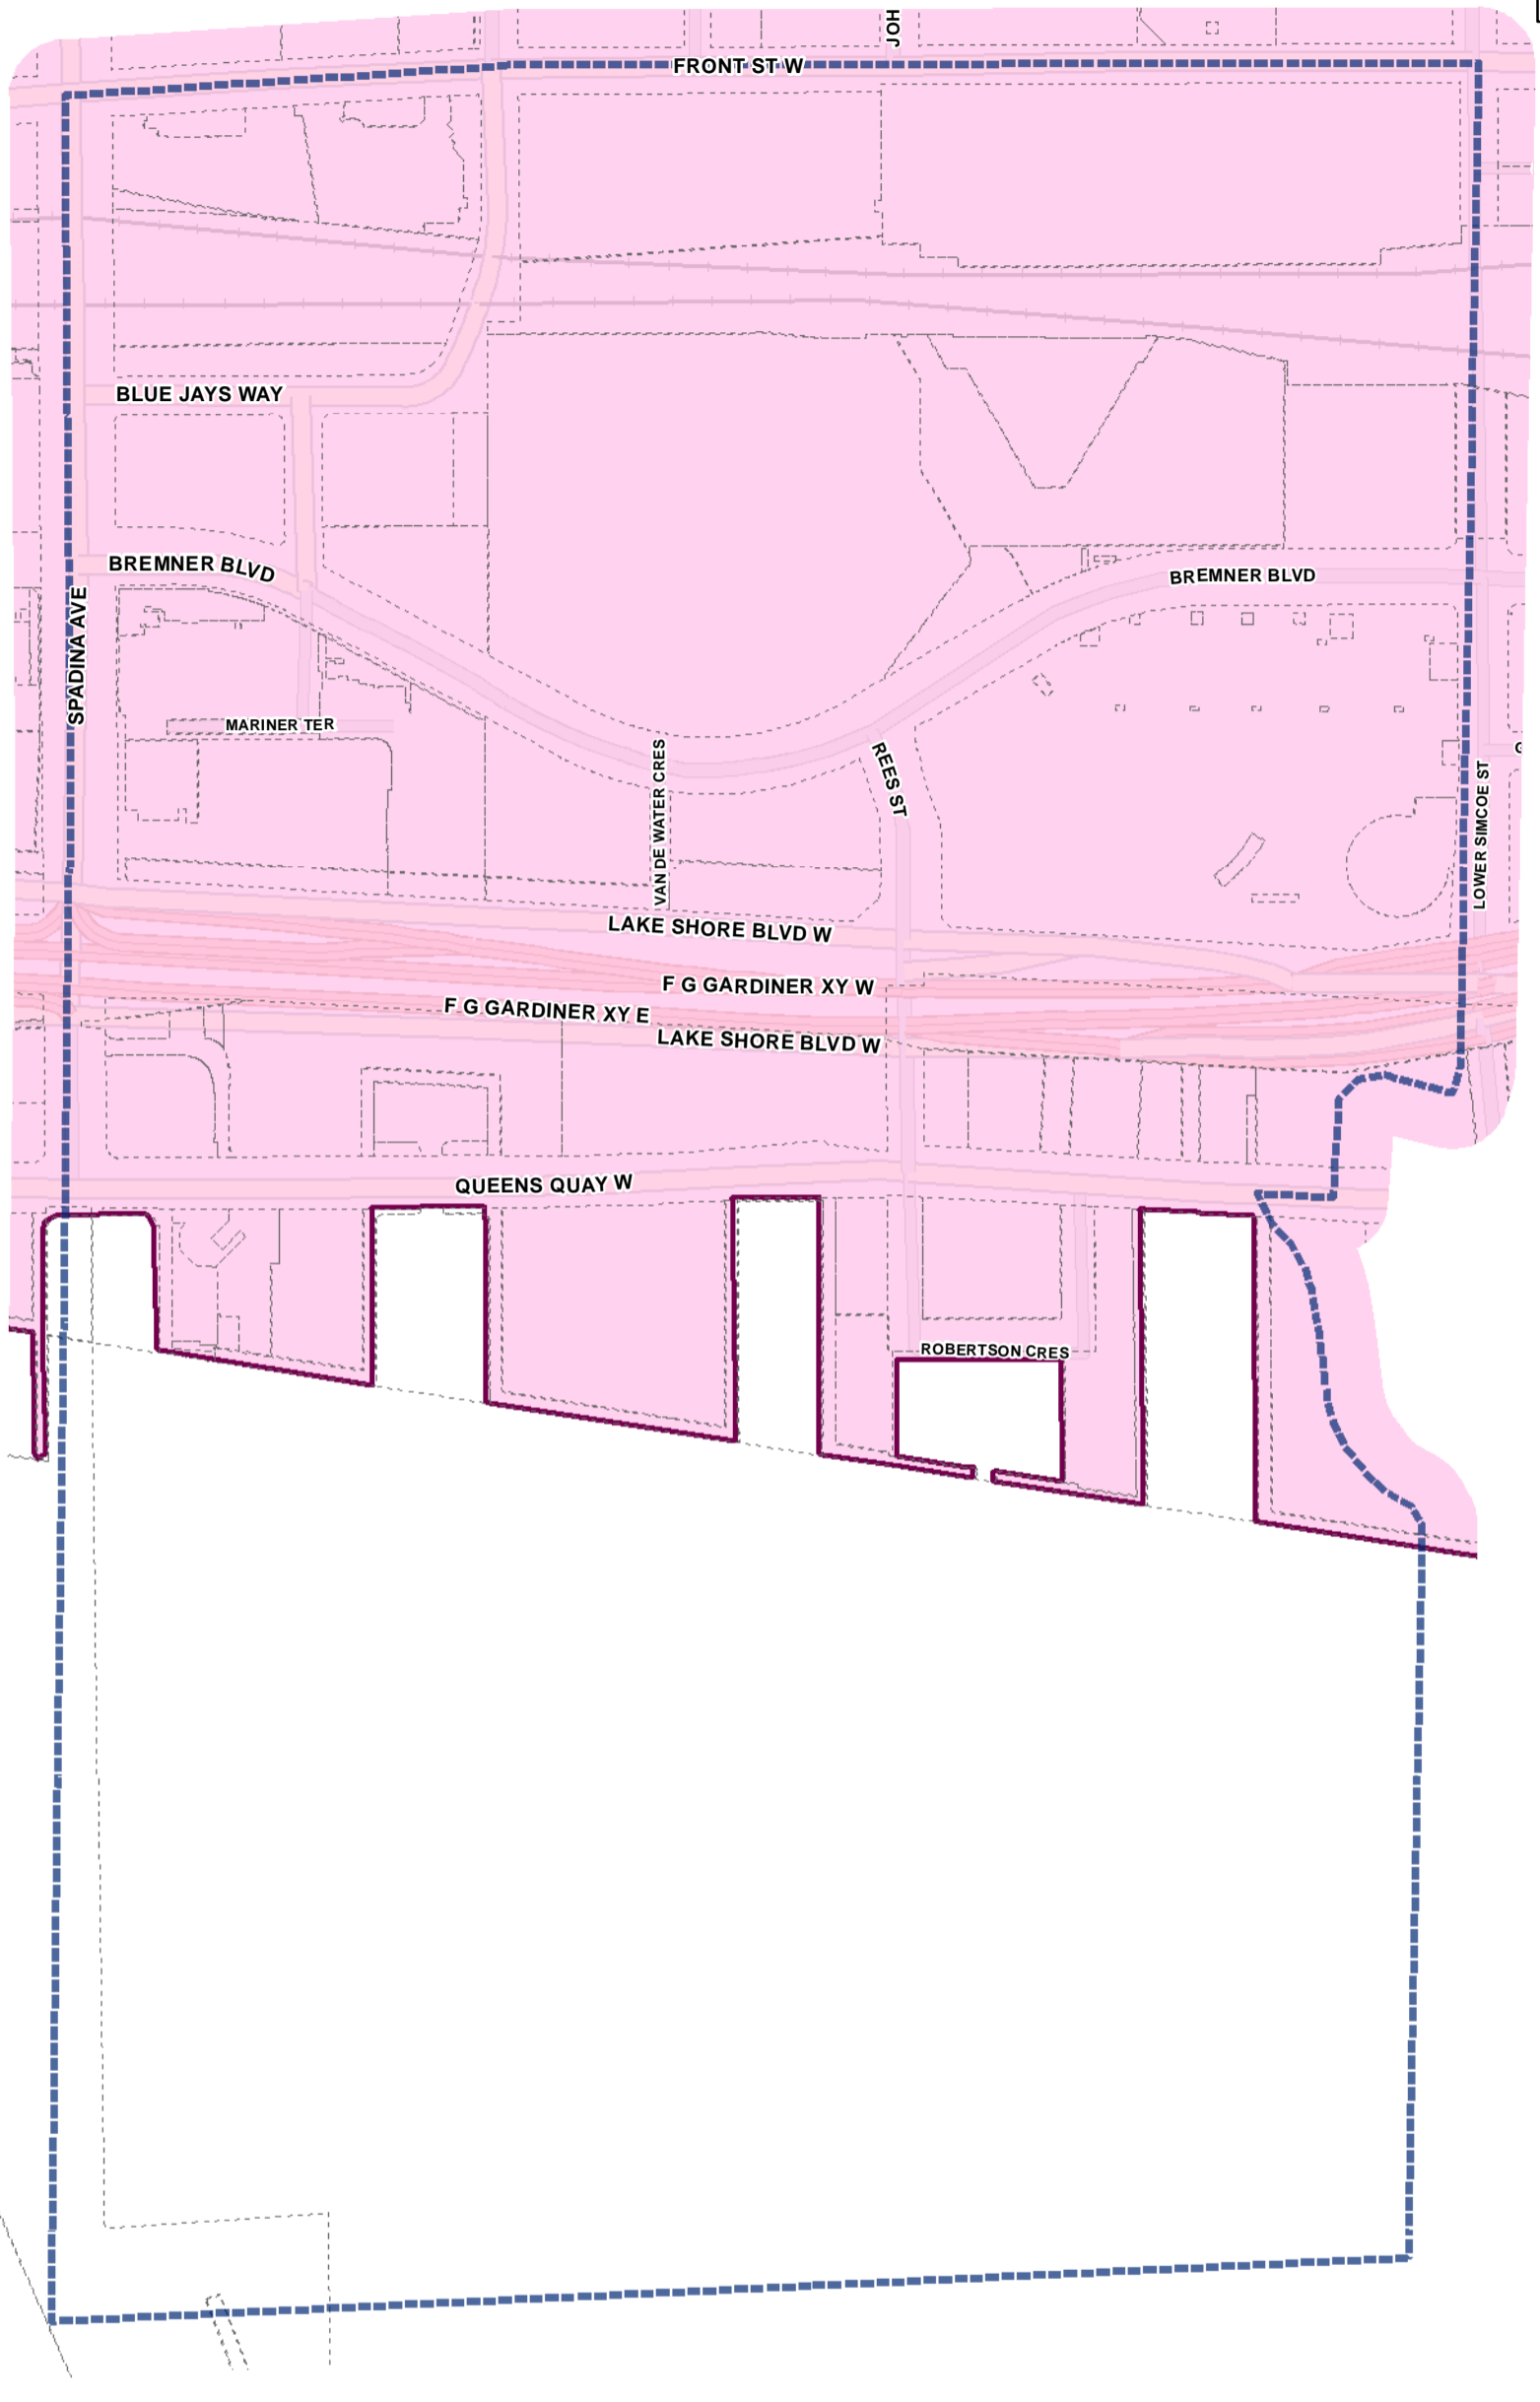 JOH
FRONT ST W
BLUE JAYS WAY
BREMNER BLVD
BREMNER BLVD
SPADINA AVE
MARINER TER
VAN DE WATER CRES
REES ST
LOWER SIMCOE ST
LAKE SHORE BLVD W
F G GARDINER XY W
F G GARDINER XY E
LAKE SHORE BLVD W
QUEENS QUAY W
ROBERTSON CRES